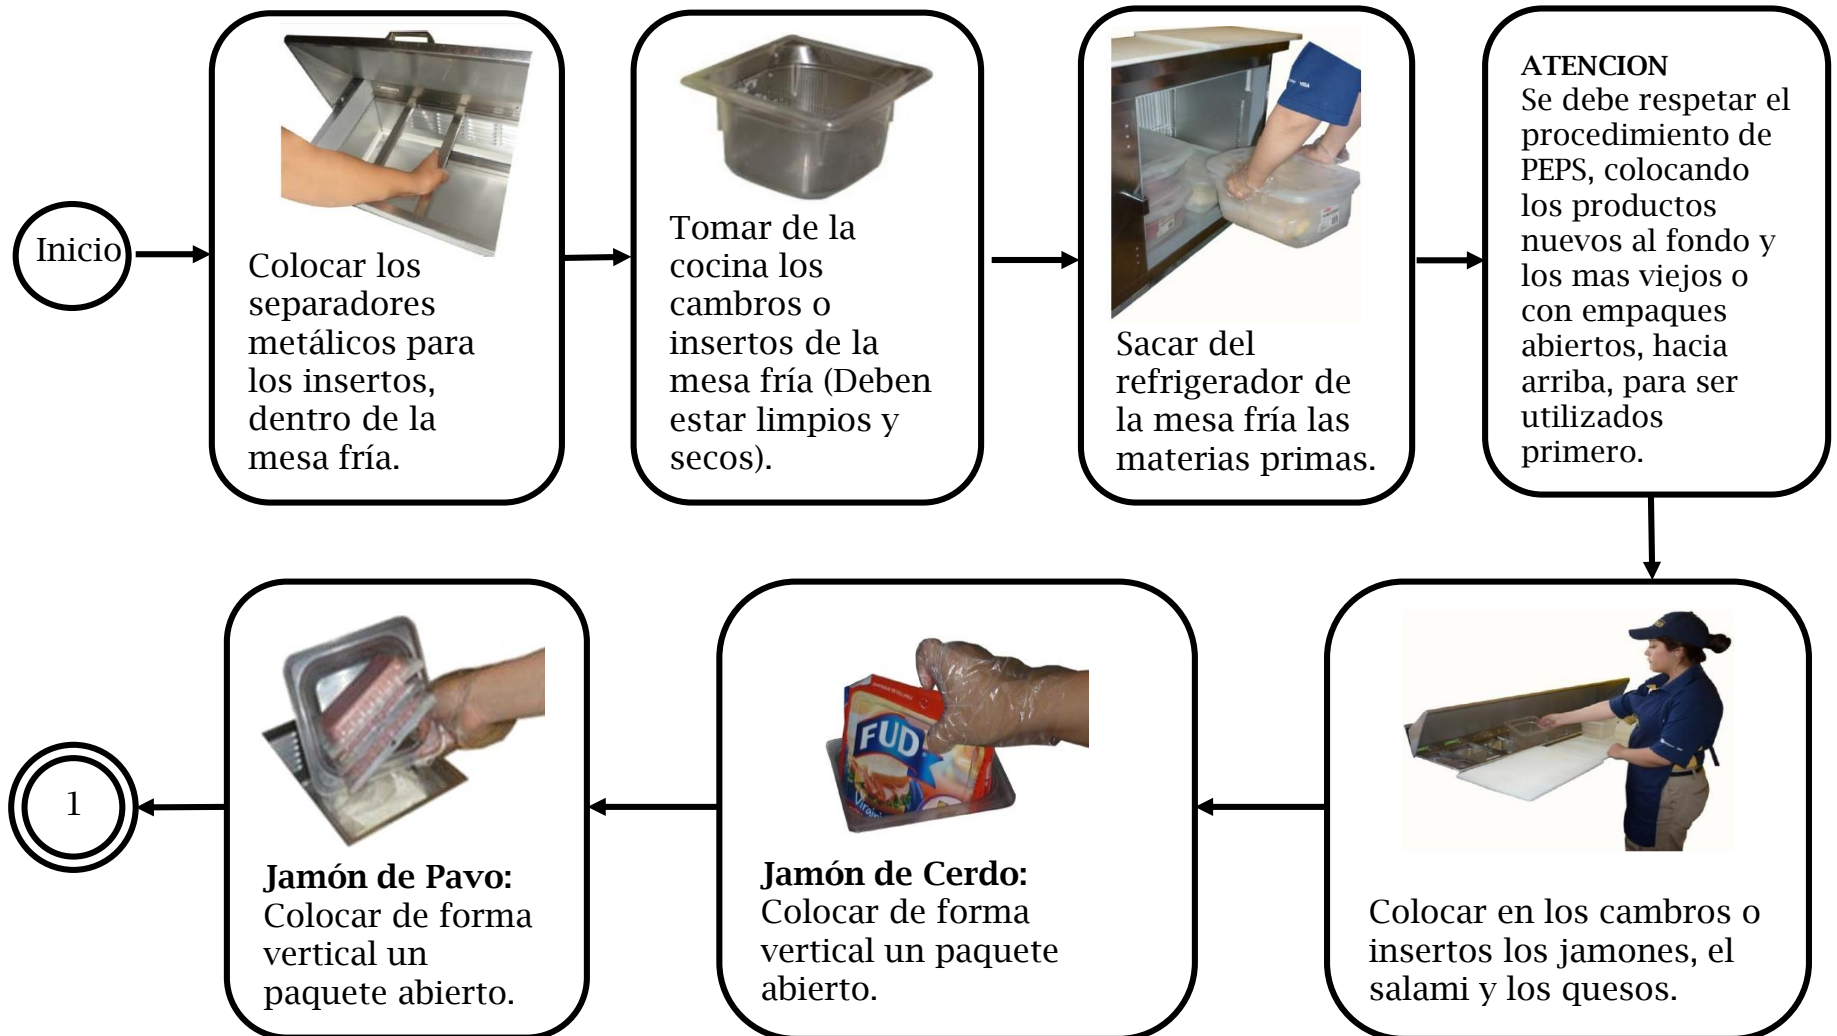 Inicio
Colocar los
separadores
metálicos para
los insertos,
dentro de la
mesa fría.
Tomar de la
cocina los
cambros o
insertos de la
mesa fría (Deben
estar limpios y
secos).
Sacar del
refrigerador de
la mesa fría las
materias primas.
ATENCION
Se debe respetar el
procedimiento de
PEPS, colocando
los productos
nuevos al fondo y
los mas viejos o
con empaques
abiertos, hacia
arriba, para ser
utilizados
primero.
Colocar en los cambros o
insertos los jamones, el
salami y los quesos.
FUD
Jamón de Cerdo:
Colocar de forma
vertical un paquete
abierto.
Jamón de Pavo:
Colocar de forma
vertical un
paquete abierto.
1